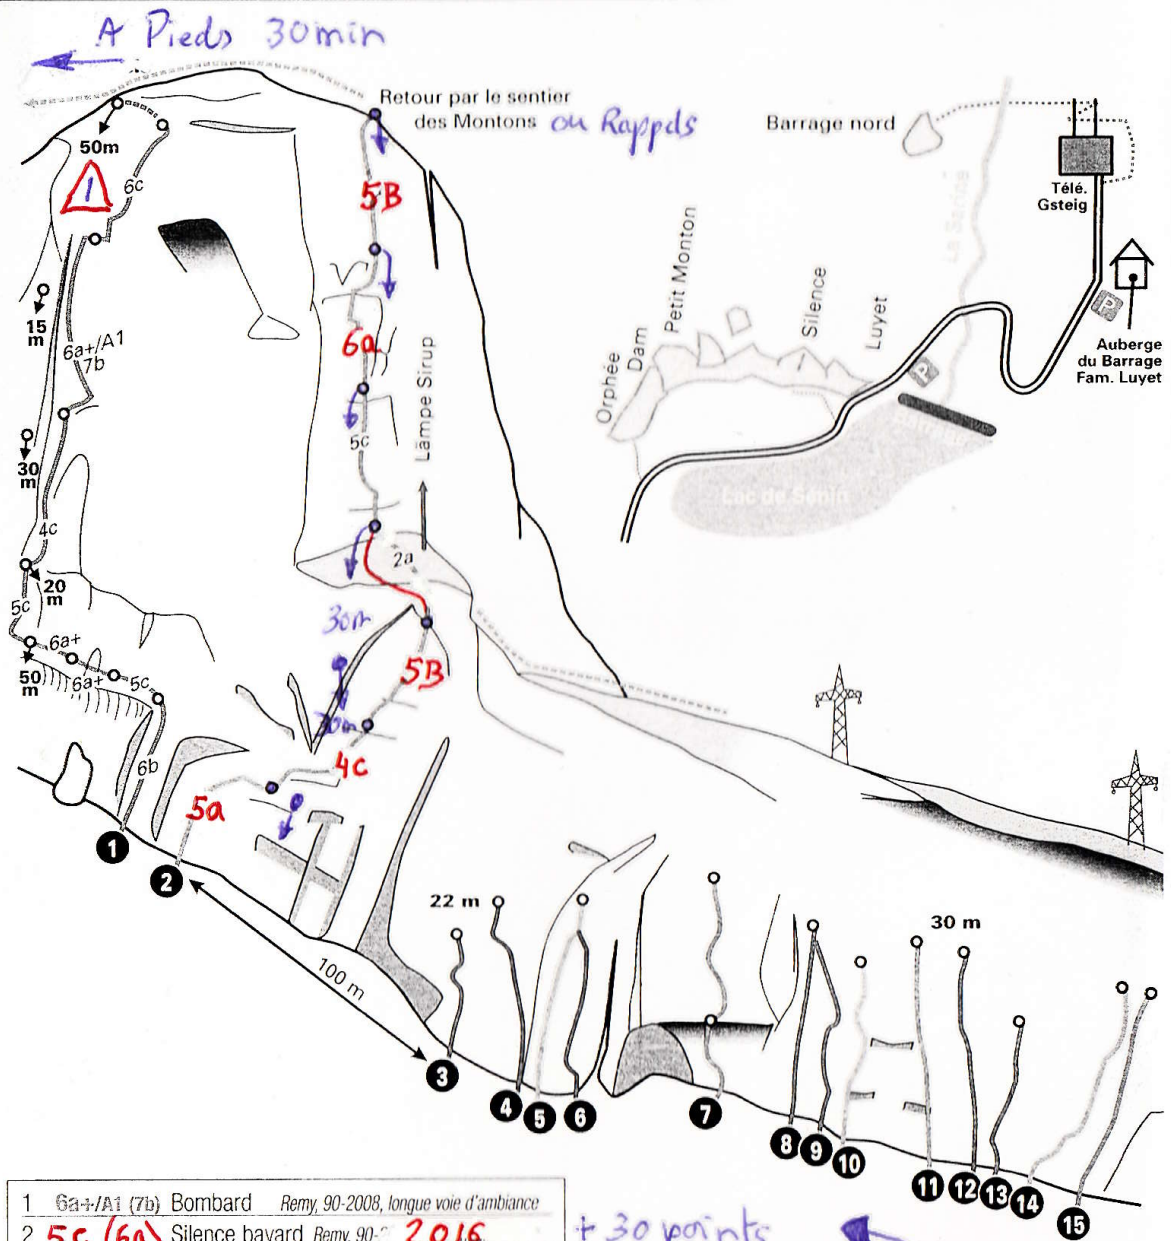 A Pieds 30min
Retour par le sentier
des Montons ou Rappels
50m
1
6c
5B
Barrage nord
Télé.
Gsteig
La Sarine
P
Auberge
du Barrage
Fam. Luyet
P
Orphée
Dam
Petit Monton
Silence
Luyet
Lac de Sénin
15
m
6a+/A1
7b
6a
5c
Lämpe Sirup
30
m
4c
2a
20
m
5c
30m
6a+
6a+
5c
50
m
5B
30m
4c
6b
5a
1
2
100 m
22 m
30 m
3
4
5
6
7
8
9
10
11
12
13
14
15
1 6a+/A1 (7b) Bombard Remy, 90-2008, longue voie d'ambiance
2 5c (6a) Silence bavard Remy, 90- 2016
+ 30 points